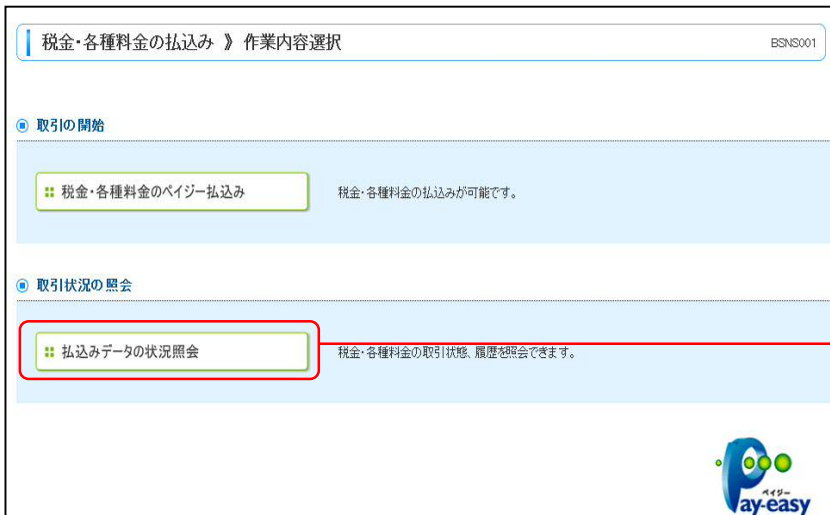 税金・各種料金の払込み 》 作業内容選択
BSNS001
取引の開始
税金・各種料金のペイジー払込み
税金・各種料金の払込みが可能です。
取引状況の照会
払込みデータの状況照会
税金・各種料金の取引状態、履歴を照会できます。
ペイジー
Pay-easy